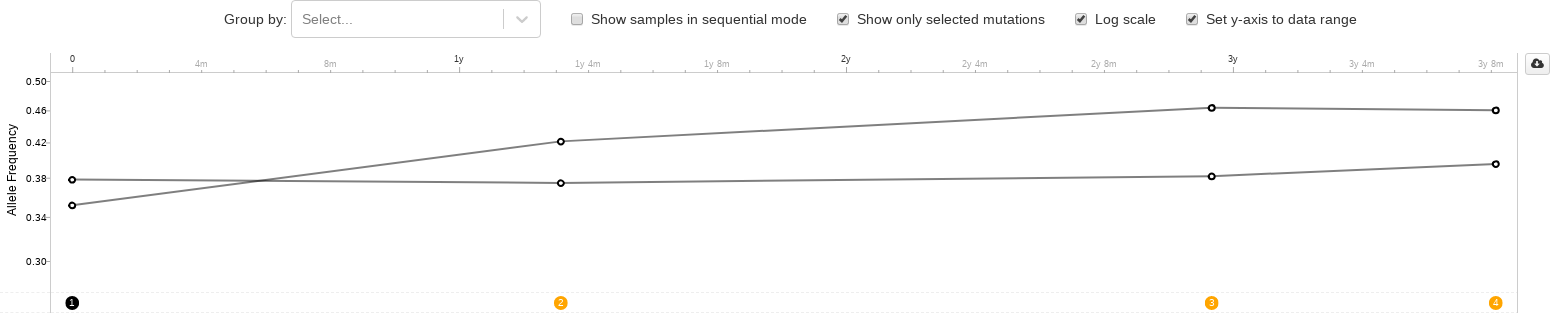 Group by: Select... Show samples in sequential mode Show only selected mutations Log scale Set y-axis to data range
0 4m 8m 1y 1y 4m 1y 8m 2y 2y 4m 2y 8m 3y 3y 4m 3y 8m
Allele Frequency
0.50
0.46
0.42
0.38
0.34
0.30
1 2 3 4